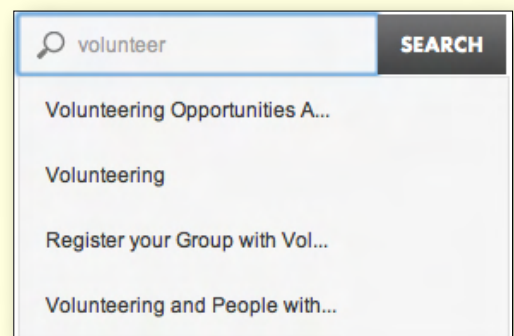 volunteer SEARCH
Volunteering Opportunities A...
Volunteering
Register your Group with Vol...
Volunteering and People with...